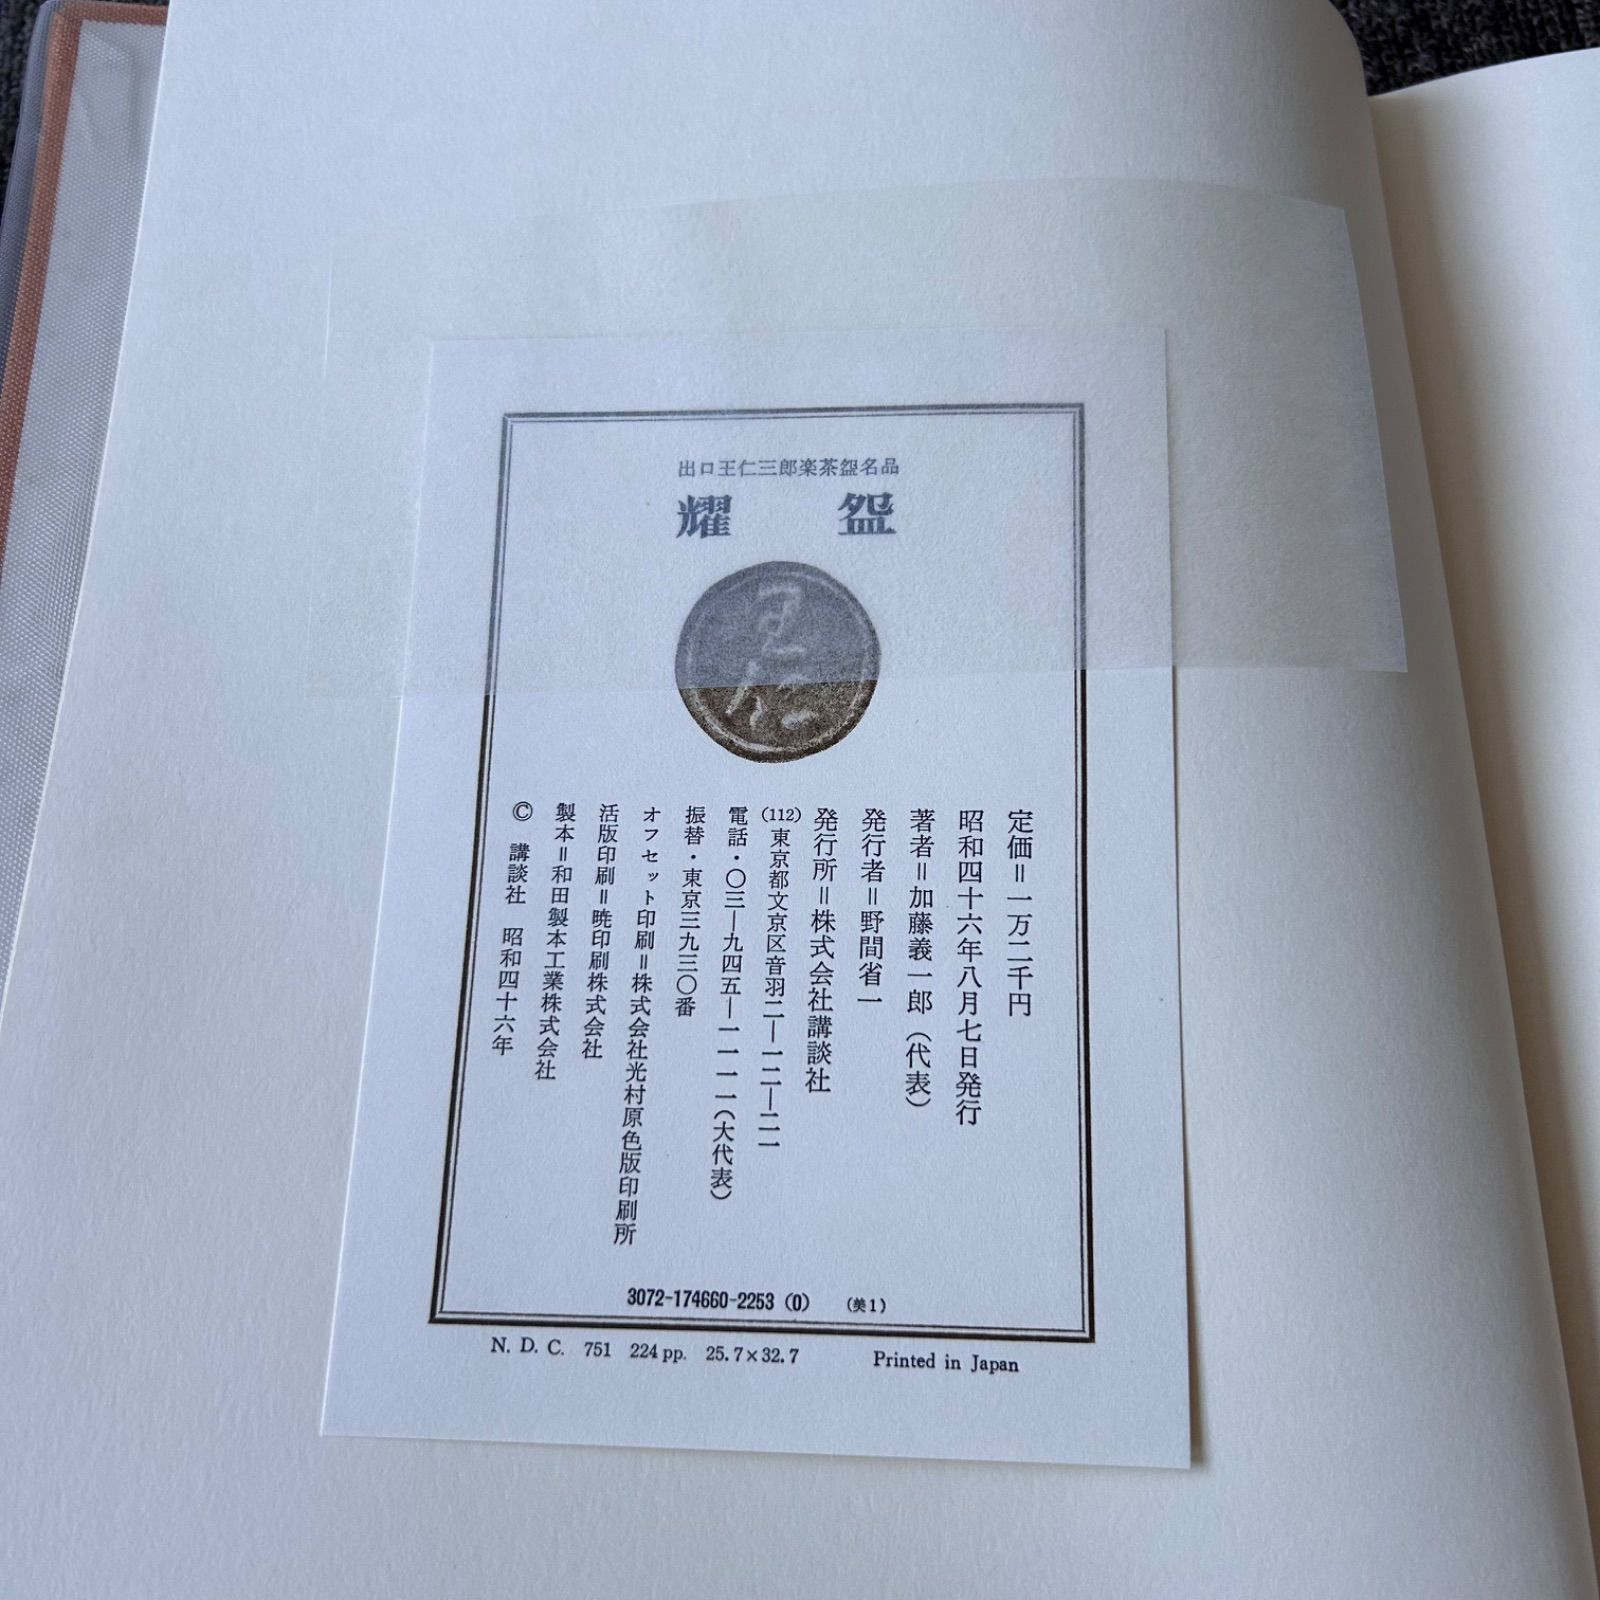 出口王仁三郎楽茶盌名品
耀盌
定価=一万二千円
昭和四十六年八月七日発行
著者=加藤義一郎(代表)
発行者=野間省一
発行所=株式会社講談社
(112)東京都文京区音羽二―一二―二一
電話・〇三―九四五―一一一一(大代表)
振替・東京三九三〇番
オフセット印刷=株式会社光村原色版印刷所
活版印刷=暁印刷株式会社
製本=和田製本工業株式会社
© 講談社 昭和四十六年
3072-174660-2253 (0) (美1)
N. D. C. 751 224 pp. 25.7×32.7 Printed in Japan